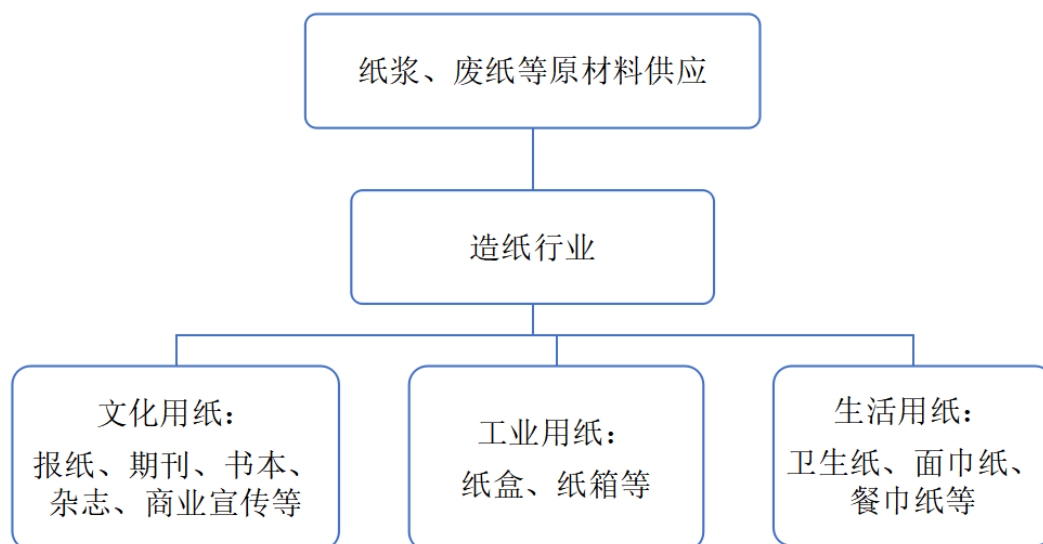 纸浆、废纸等原材料供应
造纸行业
文化用纸：
报纸、期刊、书本、
杂志、商业宣传等
工业用纸：
纸盒、纸箱等
生活用纸：
卫生纸、面巾纸、
餐巾纸等